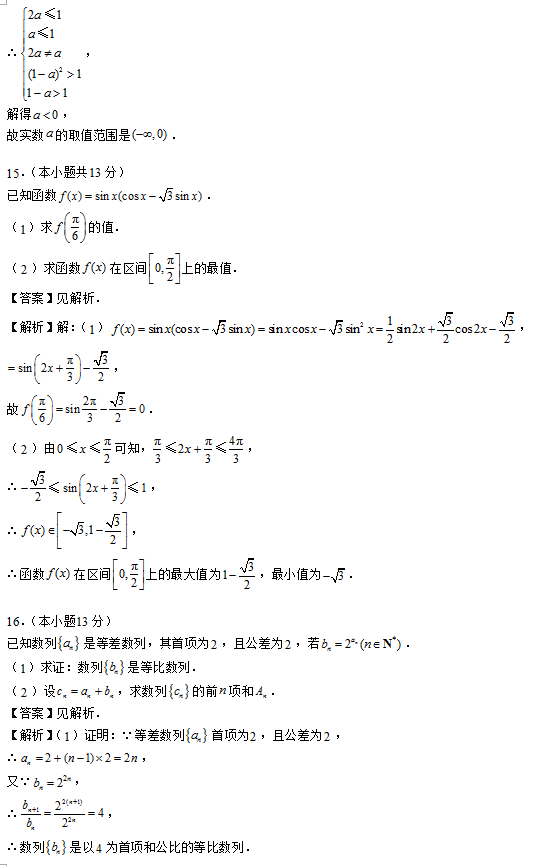 ∴ { 2a⩽1
a⩽1
2a≠a
(1−a)²>1
1−a>1 ，
解得a<0，
故实数a的取值范围是(−∞,0)．
15．（本小题共13分）
已知函数f(x)=sin x(cos x−√3 sin x)．
（1）求f(π/6)的值．
（2）求函数f(x)在区间[0,π/2]上的最值．
【答案】见解析．
【解析】解：（1）f(x)=sin x(cos x−√3 sin x)=sin x cos x−√3 sin² x=1/2 sin2x+√3/2 cos2x−√3/2，
=sin(2x+π/3)−√3/2，
故f(π/6)=sin 2π/3−√3/2=0．
（2）由0⩽x⩽π/2可知，π/3⩽2x+π/3⩽4π/3，
∴−√3/2⩽sin(2x+π/3)⩽1，
∴f(x)∈[−√3,1−√3/2]，
∴函数f(x)在区间[0,π/2]上的最大值为1−√3/2，最小值为−√3．
16．（本小题13分）
已知数列{aₙ}是等差数列，其首项为2，且公差为2，若bₙ=2^(aₙ)(n∈N*)．
（1）求证：数列{bₙ}是等比数列．
（2）设cₙ=aₙ+bₙ，求数列{cₙ}的前n项和Aₙ．
【答案】见解析．
【解析】（1）证明：∵等差数列{aₙ}首项为2，且公差为2，
∴aₙ=2+(n−1)×2=2n，
又∵bₙ=2^(2n)，
∴bₙ₊₁/bₙ=2^(2(n+1))/2^(2n)=4，
∴数列{bₙ}是以4为首项和公比的等比数列．